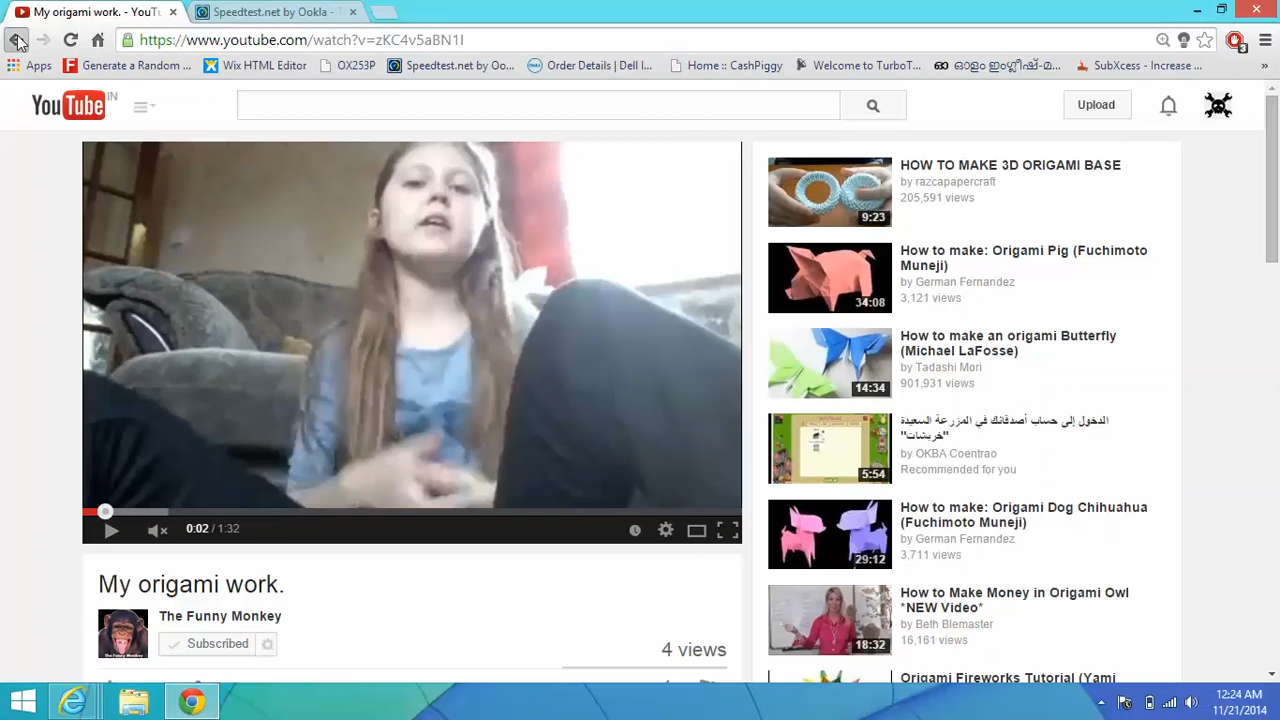 My origami work. - YouTu
Speedtest.net by Ookla -
https://www.youtube.com/watch?v=zKC4v5aBN1I
3
Apps
Generate a Random ...
Wix HTML Editor
OX253P
Speedtest.net by Oo...
Order Details | Dell I...
Home :: CashPiggy
Welcome to TurboT...
ഓളം ഇംഗ്ലീഷ്-മ...
SubXcess - Increase ...
»
YouTube IN
Upload
HOW TO MAKE 3D ORIGAMI BASE
by razcapapercraft
205,591 views
9:23
How to make: Origami Pig (Fuchimoto
Muneji)
by German Fernandez
3,121 views
34:08
How to make an origami Butterfly
(Michael LaFosse)
by Tadashi Mori
901,931 views
14:34
الدخول إلى حساب أصدقائك في المزرعة السعيدة
"خربشات"
by OKBA Coentrao
Recommended for you
5:54
How to make: Origami Dog Chihuahua
(Fuchimoto Muneji)
by German Fernandez
3,711 views
29:12
How to Make Money in Origami Owl
*NEW Video*
by Beth Blemaster
16,161 views
18:32
Origami Fireworks Tutorial (Yami
0:02 / 1:32
My origami work.
The Funny Monkey
Subscribed
4 views
12:24 AM
11/21/2014